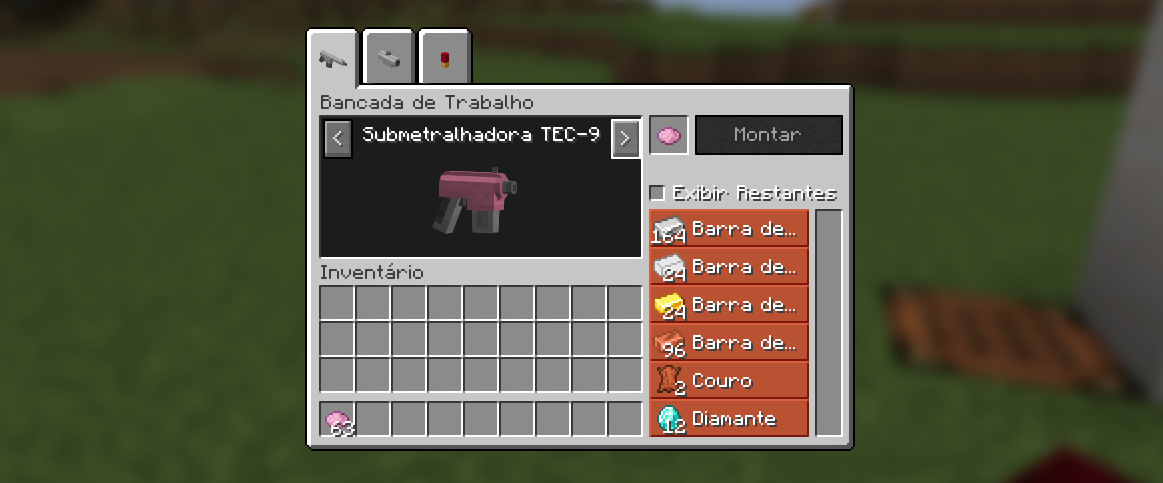 Bancada de Trabalho
< Submetralhadora TEC-9 >
Montar
Exibir Restantes
164 Barra de...
24 Barra de...
24 Barra de...
96 Barra de...
2 Couro
12 Diamante
Inventário
63